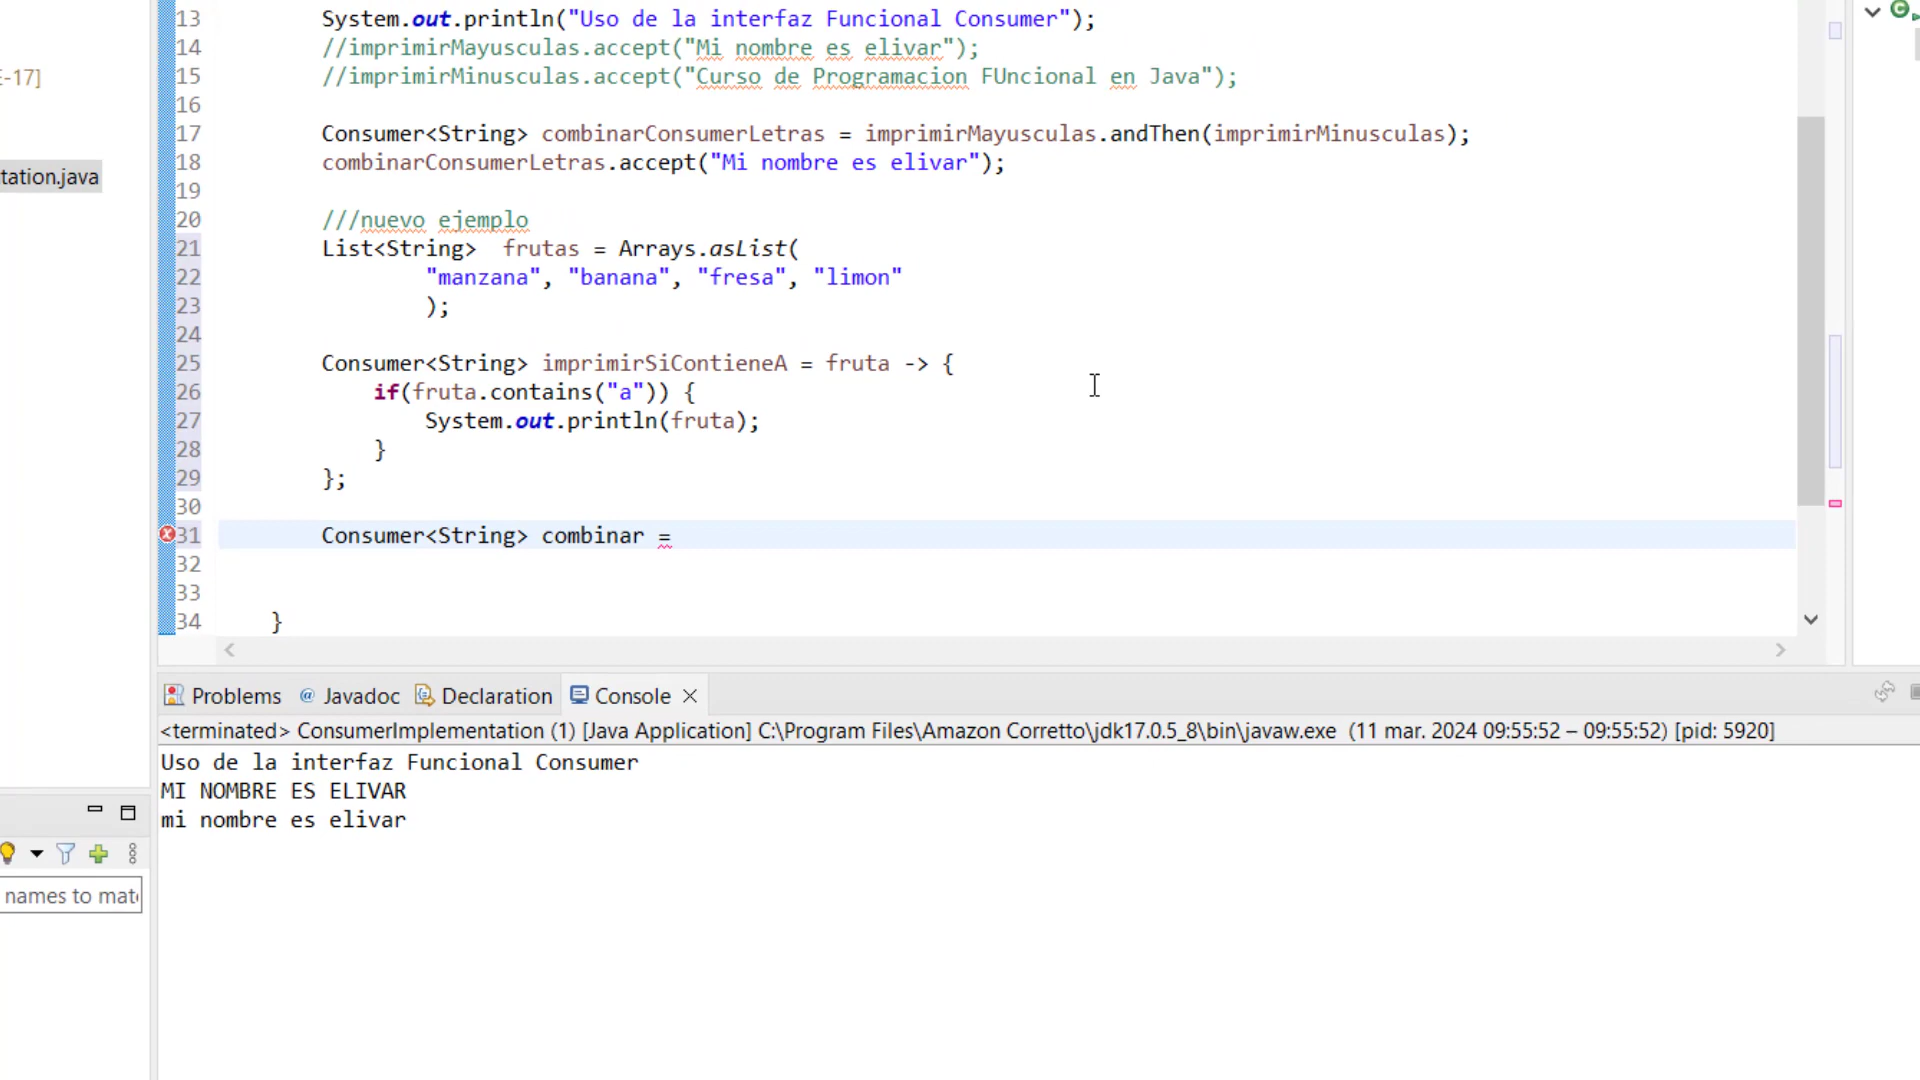 E-17]
tation.java
names to mat
13 System.out.println("Uso de la interfaz Funcional Consumer");
14 //imprimirMayusculas.accept("Mi nombre es elivar");
15 //imprimirMinusculas.accept("Curso de Programacion FUncional en Java");
16
17 Consumer<String> combinarConsumerLetras = imprimirMayusculas.andThen(imprimirMinusculas);
18 combinarConsumerLetras.accept("Mi nombre es elivar");
19
20 ///nuevo ejemplo
21 List<String>  frutas = Arrays.asList(
22 "manzana", "banana", "fresa", "limon"
23 );
24
25 Consumer<String> imprimirSiContieneA = fruta -> {
26 if(fruta.contains("a")) {
27 System.out.println(fruta);
28 }
29 };
30
31 Consumer<String> combinar =
32
33
34 }
Problems @ Javadoc Declaration Console
<terminated> ConsumerImplementation (1) [Java Application] C:\Program Files\Amazon Corretto\jdk17.0.5_8\bin\javaw.exe (11 mar. 2024 09:55:52 – 09:55:52) [pid: 5920]
Uso de la interfaz Funcional Consumer
MI NOMBRE ES ELIVAR
mi nombre es elivar